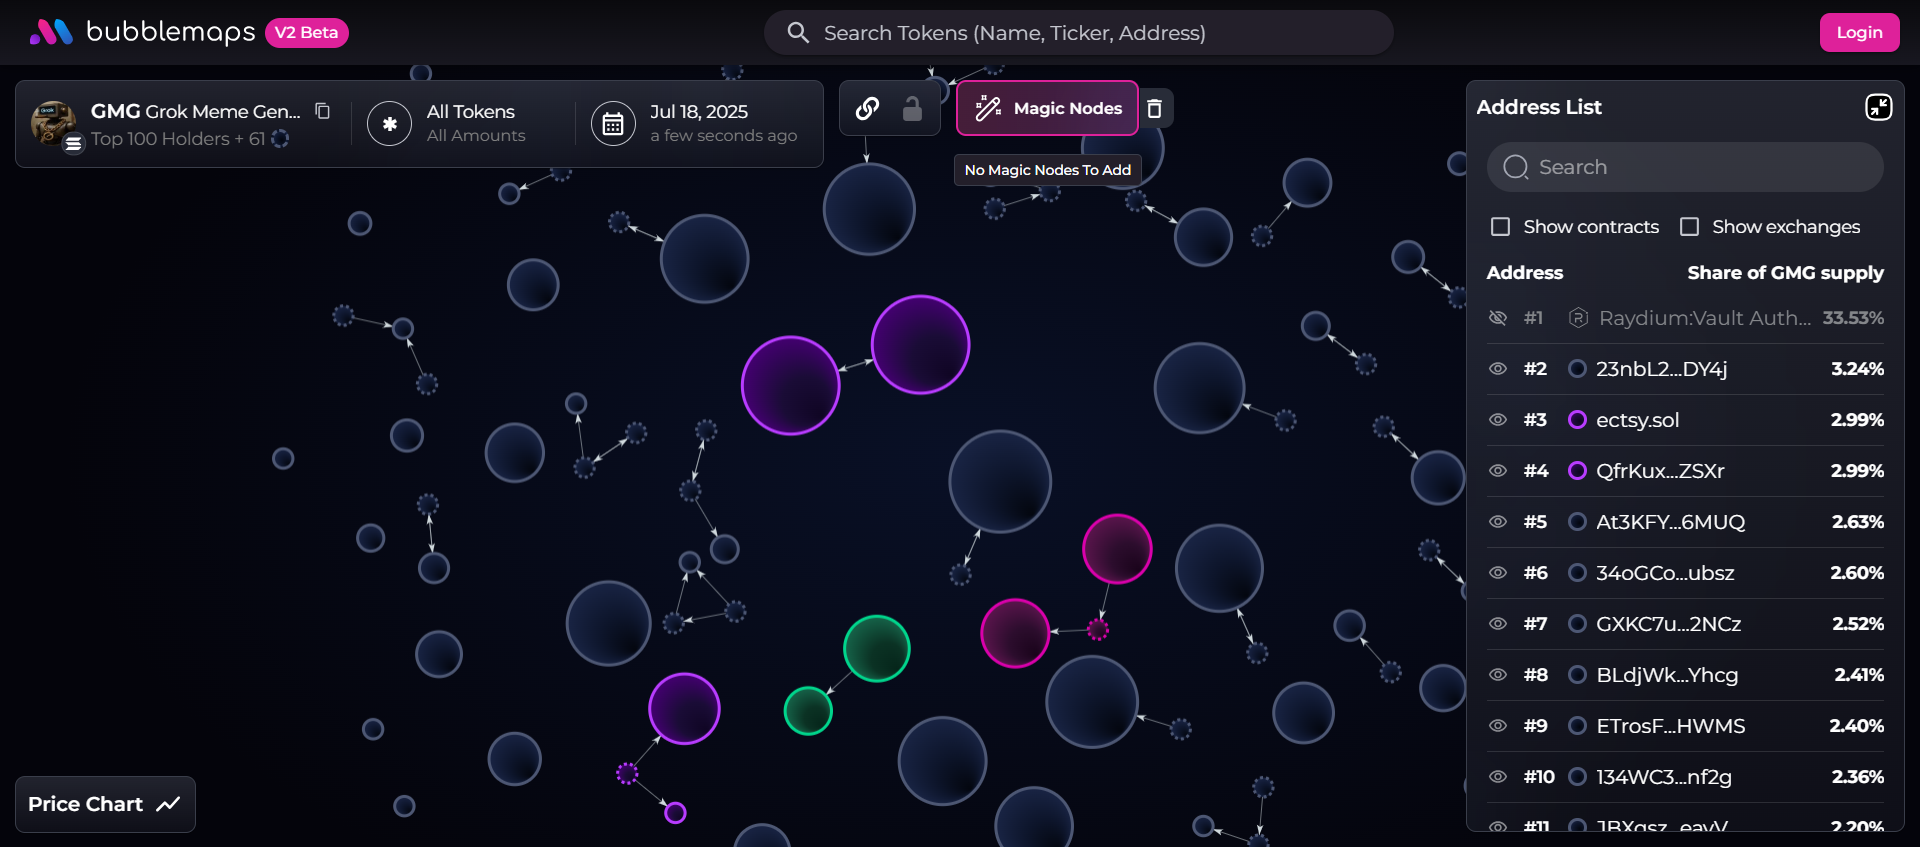 bubblemaps V2 Beta
Search Tokens (Name, Ticker, Address)
Login
GMG Grok Meme Gen...
Top 100 Holders + 61
All Tokens
All Amounts
Jul 18, 2025
a few seconds ago
Magic Nodes
No Magic Nodes To Add
Address List
Search
Show contracts Show exchanges
Address Share of GMG supply
#1 Raydium:Vault Auth... 33.53%
#2 23nbL2...DY4j 3.24%
#3 ectsy.sol 2.99%
#4 QfrKux...ZSXr 2.99%
#5 At3KFY...6MUQ 2.63%
#6 34oGCo...ubsz 2.60%
#7 GXKC7u...2NCz 2.52%
#8 BLdjWk...Yhcg 2.41%
#9 ETrosF...HWMS 2.40%
#10 134WC3...nf2g 2.36%
#11 2.20%
Price Chart